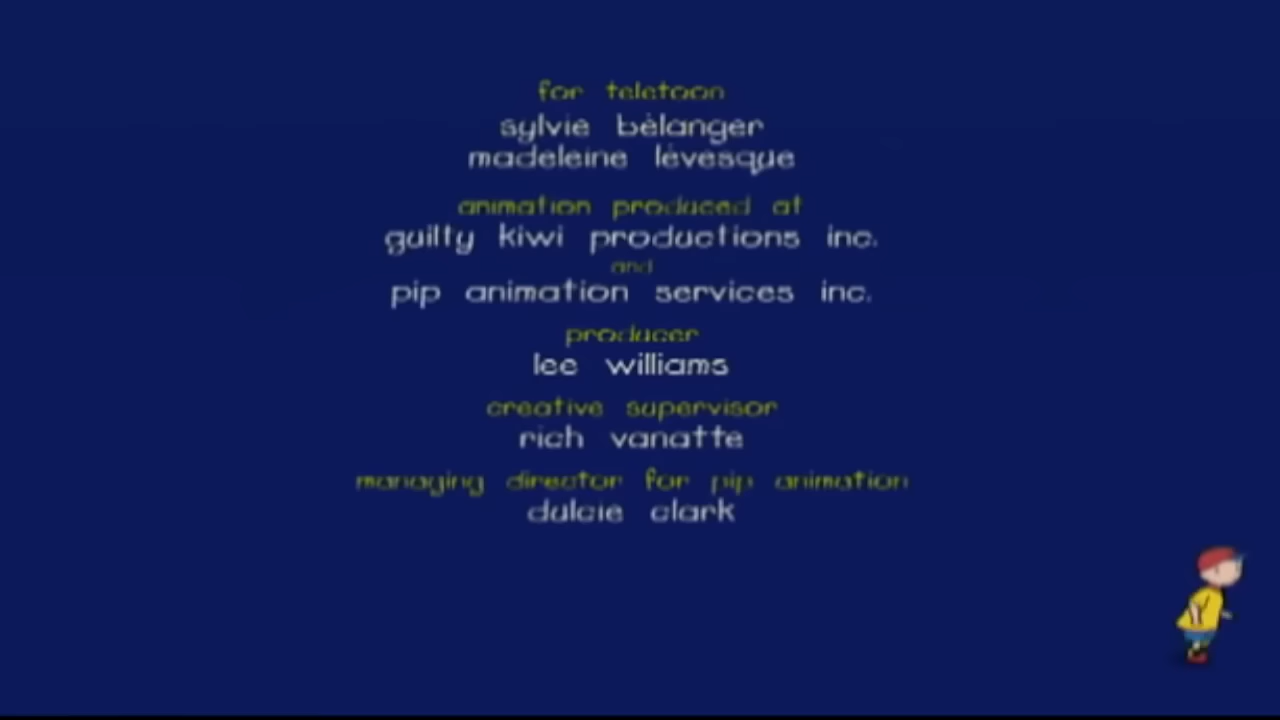 for teletoon
sylvie bélanger
madeleine lévesque
animation produced at
guilty kiwi productions inc.
and
pip animation services inc.
producer
lee williams
creative supervisor
rich vanatte
managing director for pip animation
dulcie clark